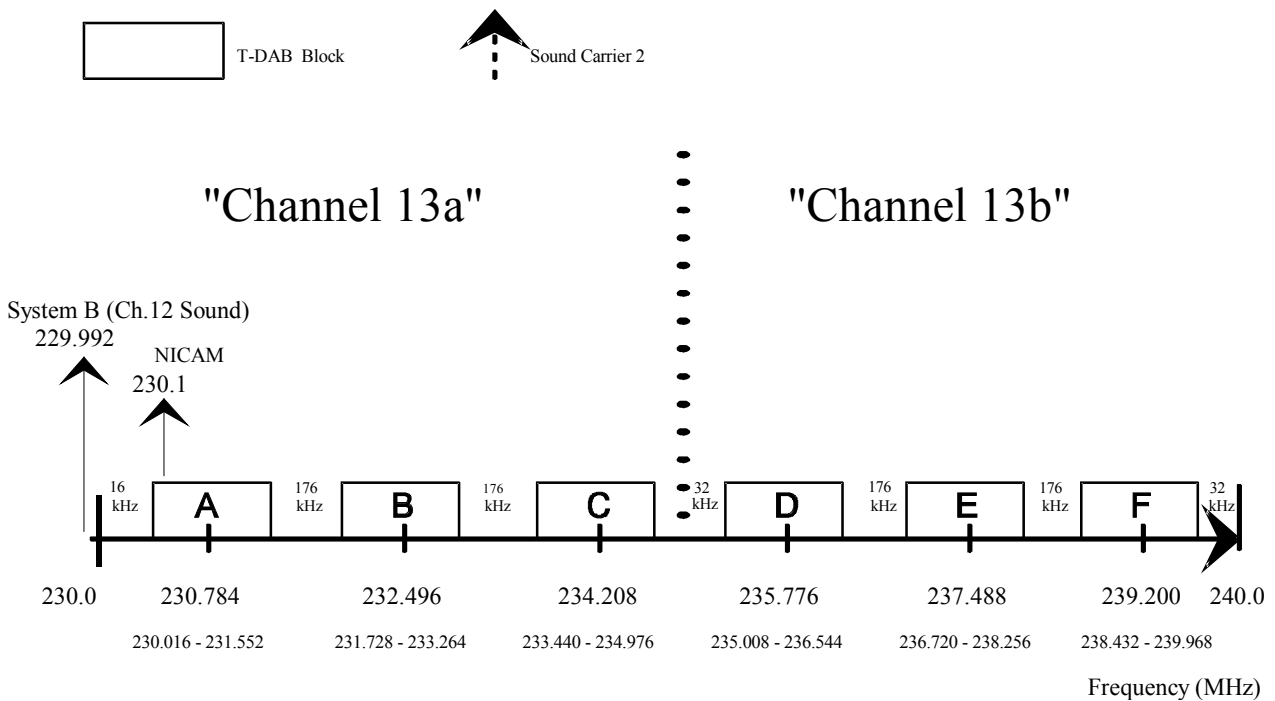 T-DAB Block
Sound Carrier 2
"Channel 13a"
"Channel 13b"
System B (Ch.12 Sound)
229.992
NICAM
230.1
16 kHz
A
176 kHz
B
176 kHz
C
32 kHz
D
176 kHz
E
176 kHz
F
32 kHz
230.0 230.784 232.496 234.208 235.776 237.488 239.200 240.0
230.016 - 231.552 231.728 - 233.264 233.440 - 234.976 235.008 - 236.544 236.720 - 238.256 238.432 - 239.968
Frequency (MHz)